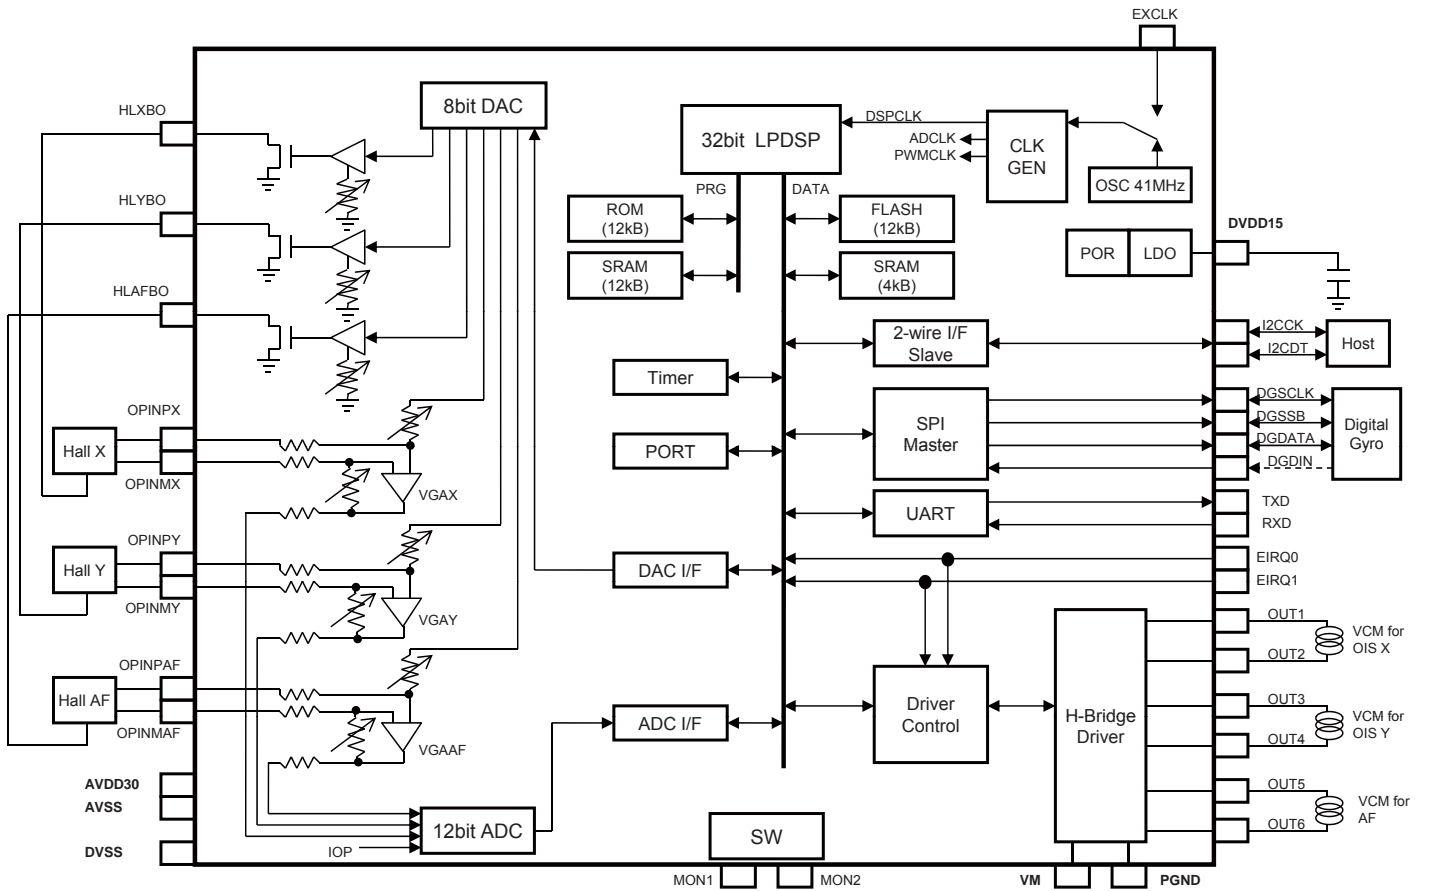 EXCLK
HLXBO
8bit DAC
32bit LPDSP
DSPCLK
ADCLK
PWMCLK
CLK
GEN
OSC 41MHz
PRG
DATA
HLYBO
ROM
(12kB)
FLASH
(12kB)
SRAM
(12kB)
SRAM
(4kB)
POR
LDO
DVDD15
HLAFBO
2-wire I/F
Slave
I2CCK
I2CDT
Host
Timer
OPINPX
Hall X
OPINMX
VGAX
PORT
SPI
Master
DGSCLK
DGSSB
DGDATA
DGDIN
Digital
Gyro
UART
TXD
RXD
OPINPY
Hall Y
OPINMY
VGAY
DAC I/F
EIRQ0
EIRQ1
OPINPAF
Hall AF
OPINMAF
VGAAF
ADC I/F
Driver
Control
H-Bridge
Driver
OUT1
OUT2
VCM for
OIS X
OUT3
OUT4
VCM for
OIS Y
OUT5
OUT6
VCM for
AF
AVDD30
AVSS
DVSS
IOP
12bit ADC
SW
MON1
MON2
VM
PGND